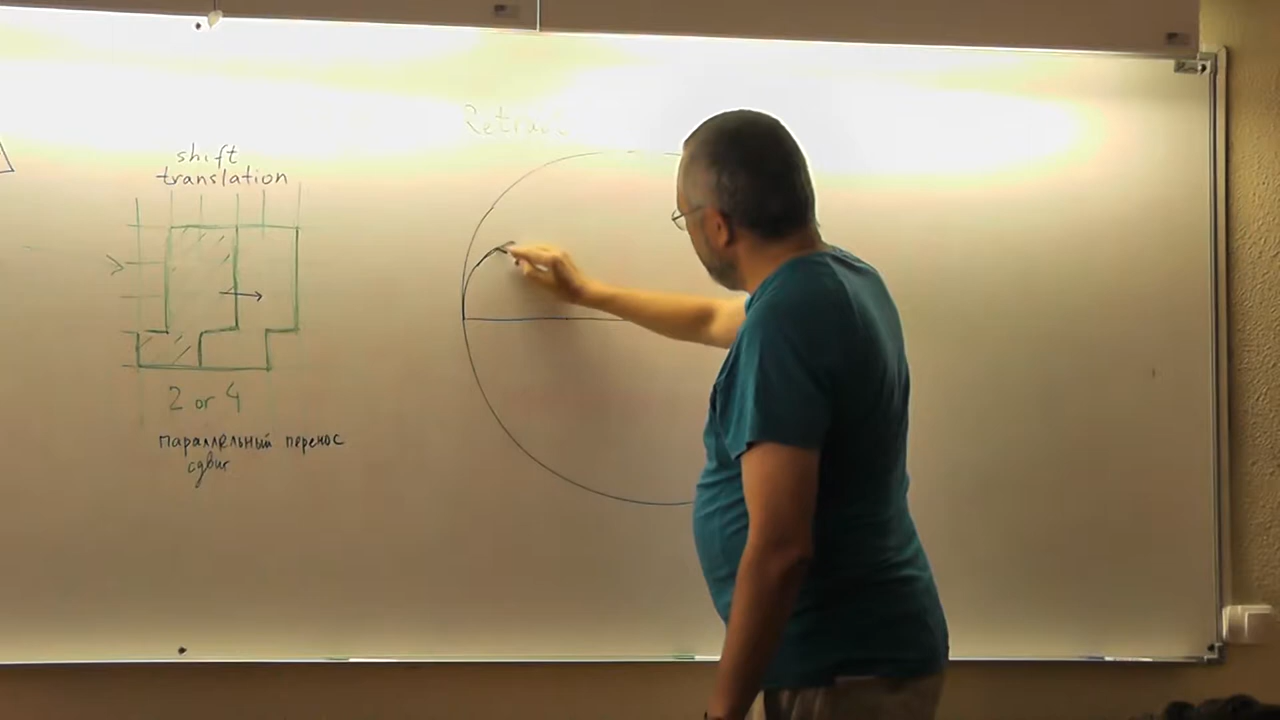 shift
translation
2 or 4
параллельный перенос
сдвиг